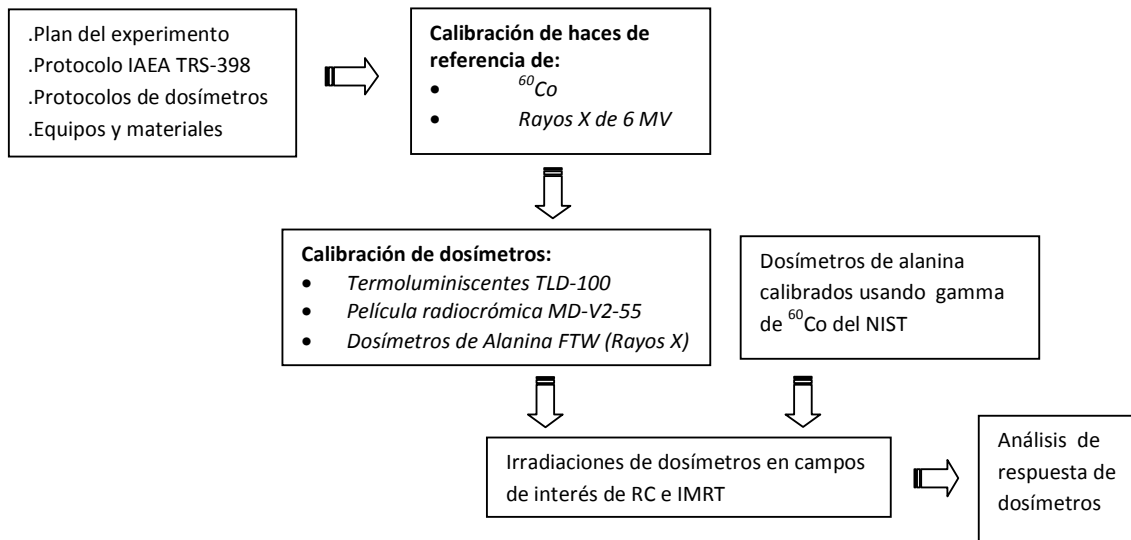 .Plan del experimento
.Protocolo IAEA TRS-398
.Protocolos de dosímetros
.Equipos y materiales
Calibración de haces de
referencia de:
• ⁶⁰Co
• Rayos X de 6 MV
Calibración de dosímetros:
• Termoluminiscentes TLD-100
• Película radiocrómica MD-V2-55
• Dosímetros de Alanina FTW (Rayos X)
Dosímetros de alanina
calibrados usando gamma
de ⁶⁰Co del NIST
Irradiaciones de dosímetros en campos
de interés de RC e IMRT
Análisis de
respuesta de
dosímetros